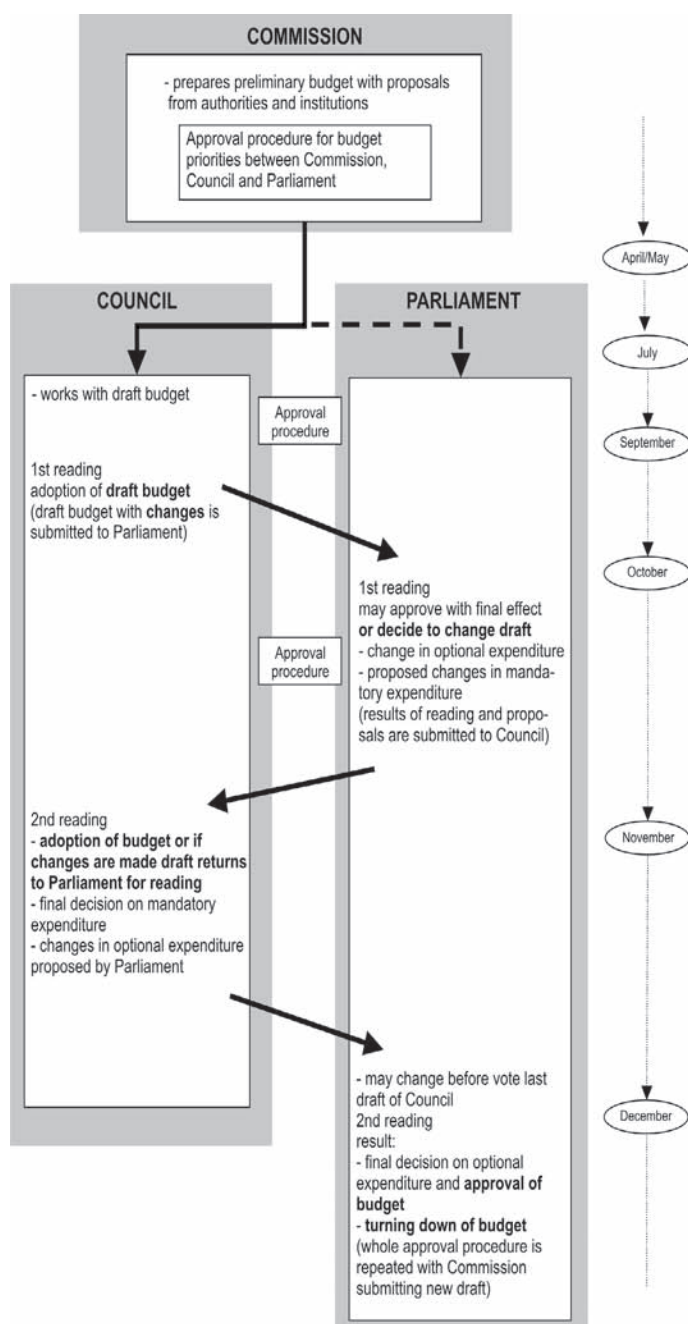 COMMISSION
- prepares preliminary budget with proposals
from authorities and institutions
Approval procedure for budget
priorities between Commission,
Council and Parliament
COUNCIL
- works with draft budget
1st reading
adoption of draft budget
(draft budget with changes is
submitted to Parliament)
Approval
procedure
Approval
procedure
2nd reading
- adoption of budget or if
changes are made draft returns
to Parliament for reading
- final decision on mandatory
expenditure
- changes in optional expenditure
proposed by Parliament
PARLIAMENT
1st reading
may approve with final effect
or decide to change draft
- change in optional expenditure
- proposed changes in manda-
tory expenditure
(results of reading and propo-
sals are submitted to Council)
- may change before vote last
draft of Council
2nd reading
result:
- final decision on optional
expenditure and approval of
budget
- turning down of budget
(whole approval procedure is
repeated with Commission
submitting new draft)
April/May
July
September
October
November
December